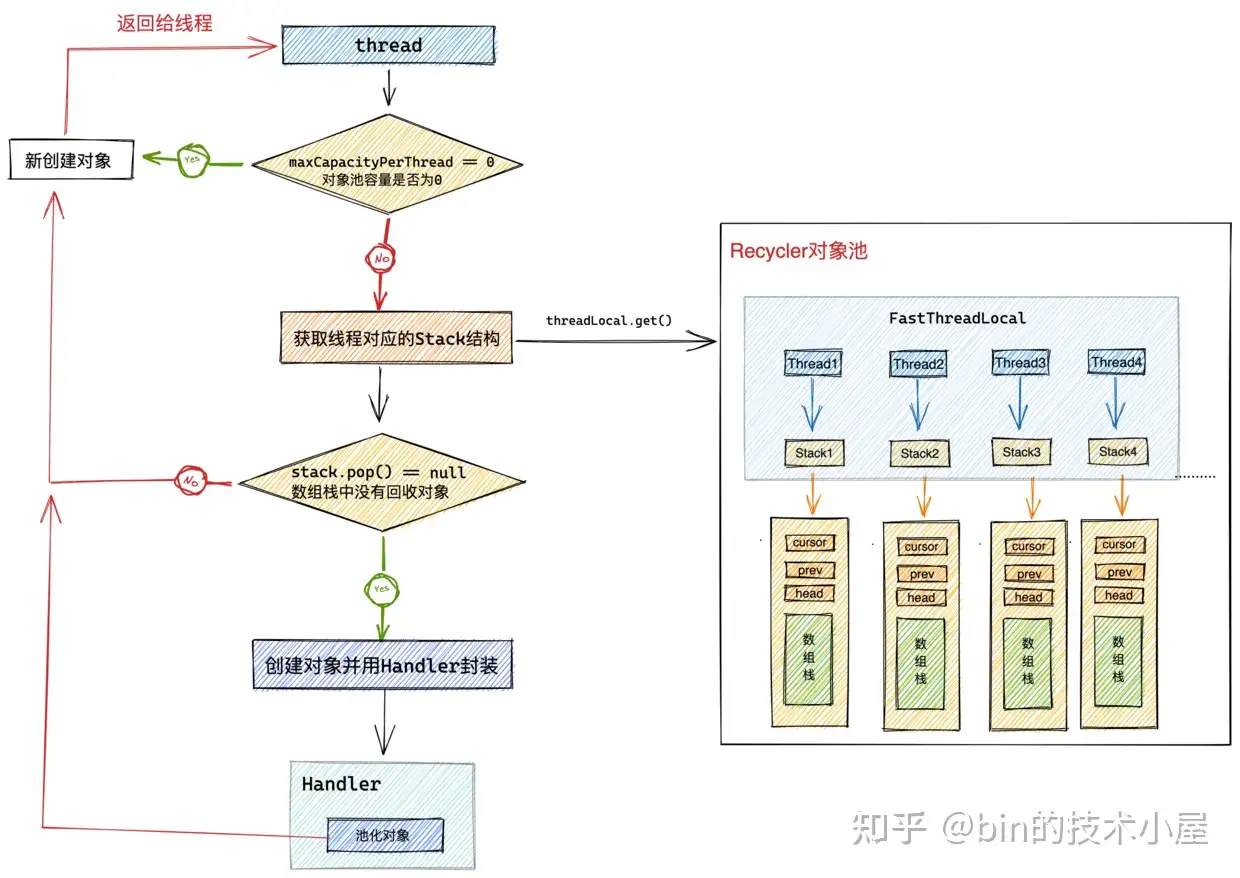 返回给线程
thread
新创建对象
Yes
maxCapacityPerThread == 0
对象池容量是否为0
No
获取线程对应的Stack结构
threadLocal.get()
stack.pop() == null
数组栈中没有回收对象
No
Yes
创建对象并用Handler封装
Handler
池化对象
Recycler对象池
FastThreadLocal
Thread1
Thread2
Thread3
Thread4
Stack1
Stack2
Stack3
Stack4
cursor
prev
head
数
组
栈
cursor
prev
head
数
组
栈
cursor
prev
head
数
组
栈
cursor
prev
head
数
组
栈
知乎 @bin的技术小屋